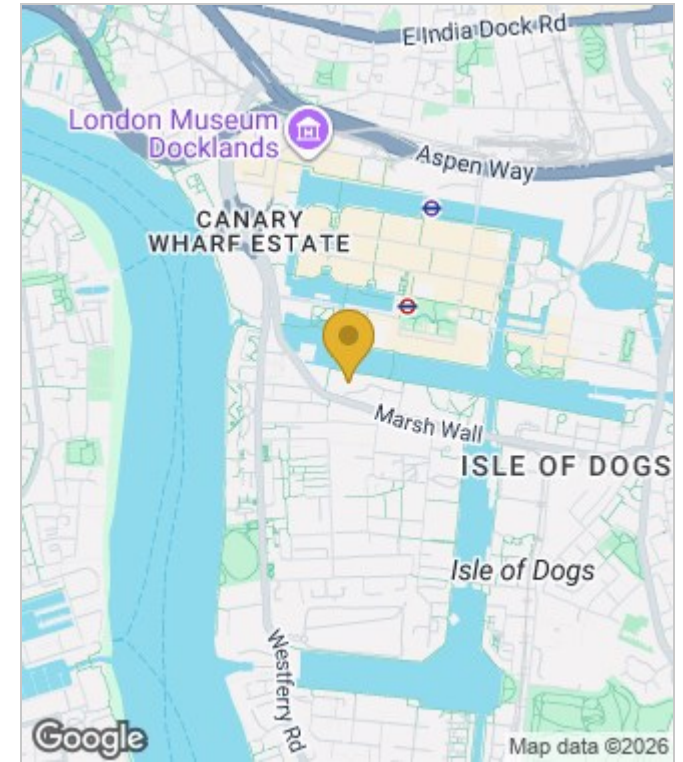 E India Dock Rd
London Museum
Docklands
Aspen Way
CANARY
WHARF ESTATE
Marsh Wall
ISLE OF DOGS
Isle of Dogs
Westferry Rd
Google
Map data ©2026